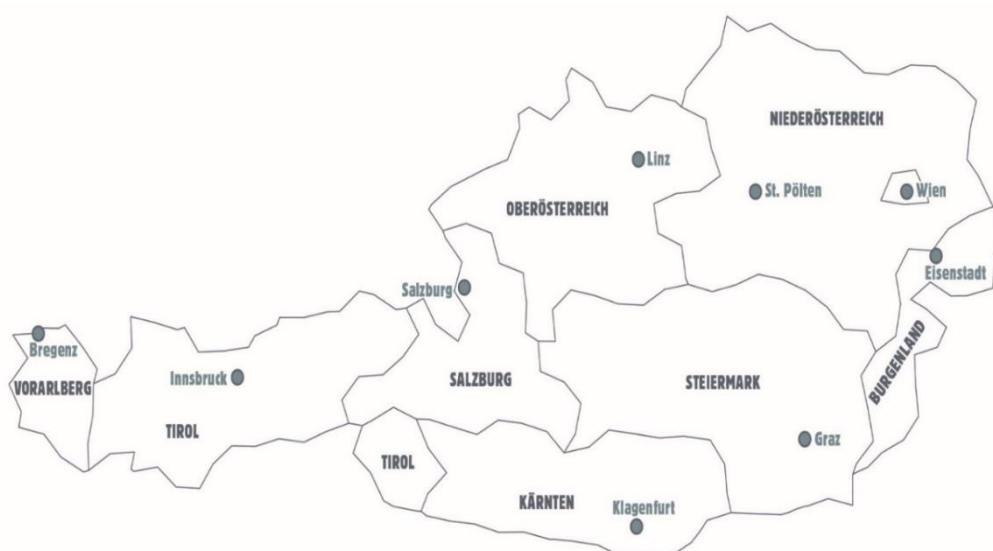 NIEDERÖSTERREICH
Linz
St. Pölten
Wien
OBERÖSTERREICH
Eisenstadt
Salzburg
Bregenz
BURGENLAND
VORARLBERG
Innsbruck
SALZBURG
STEIERMARK
TIROL
Graz
TIROL
KÄRNTEN
Klagenfurt